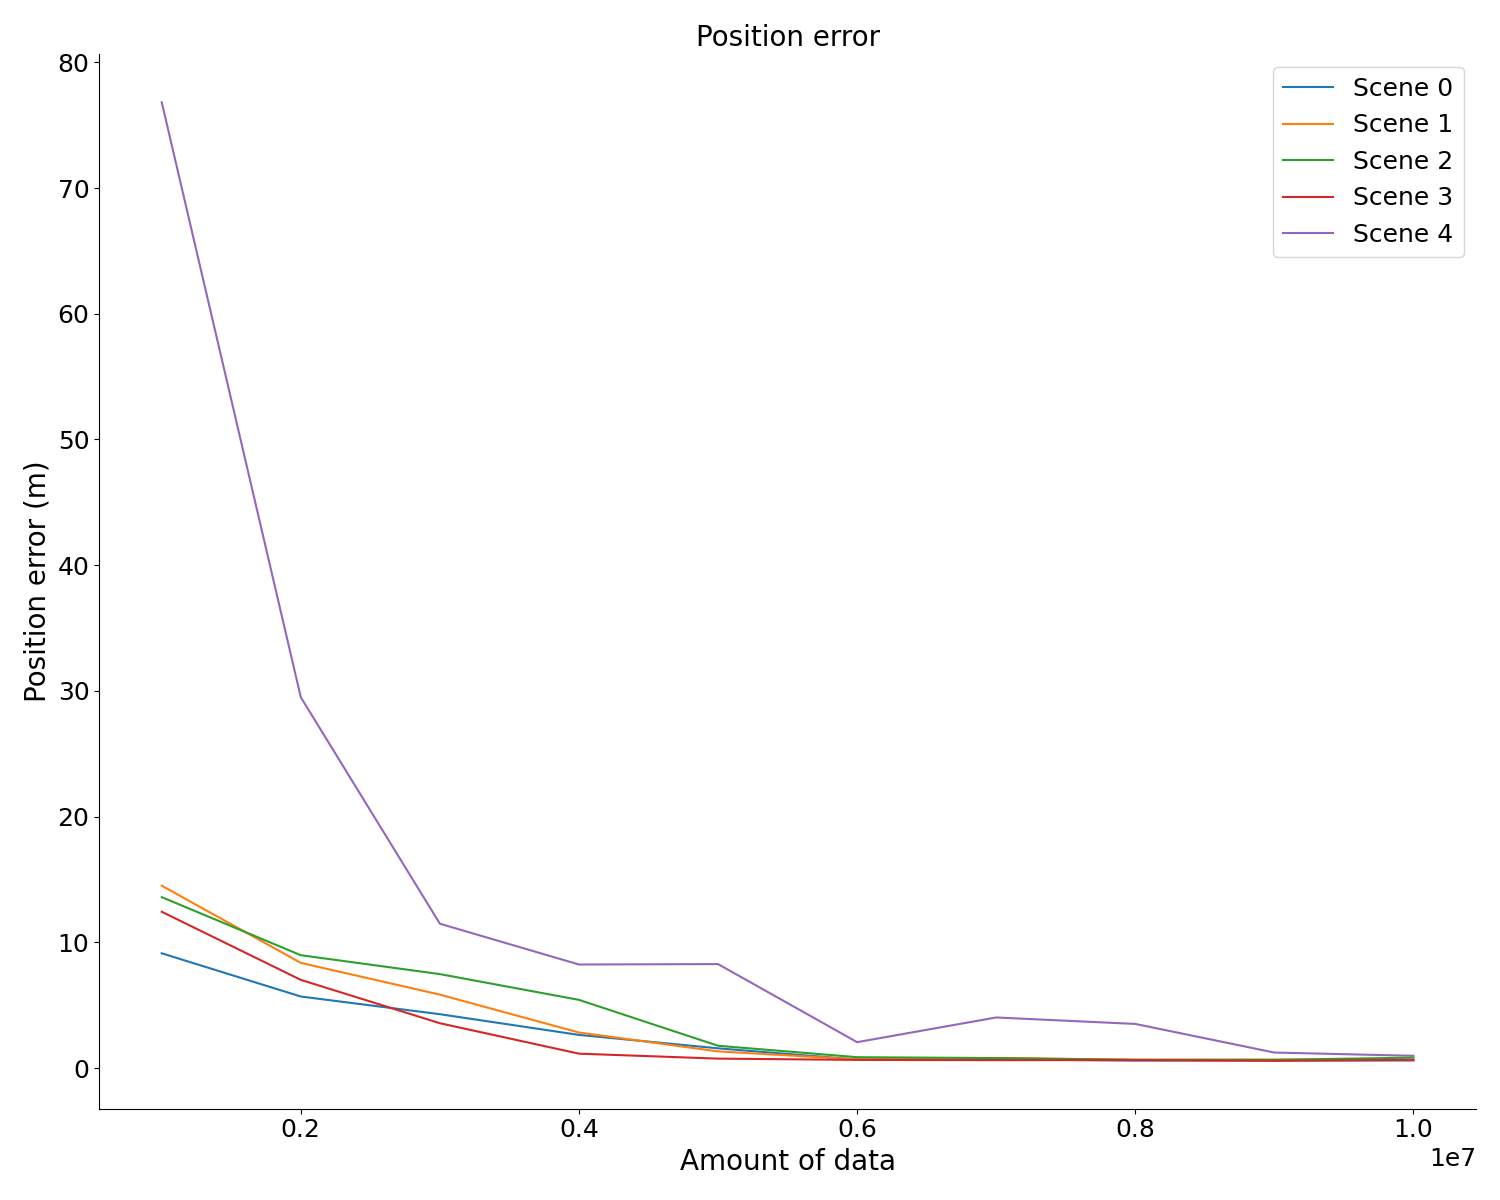 Position error
80
70
60
50
40
30
20
10
0
Position error (m)
Scene 0
Scene 1
Scene 2
Scene 3
Scene 4
0.2 0.4 0.6 0.8 1.0
1e7
Amount of data